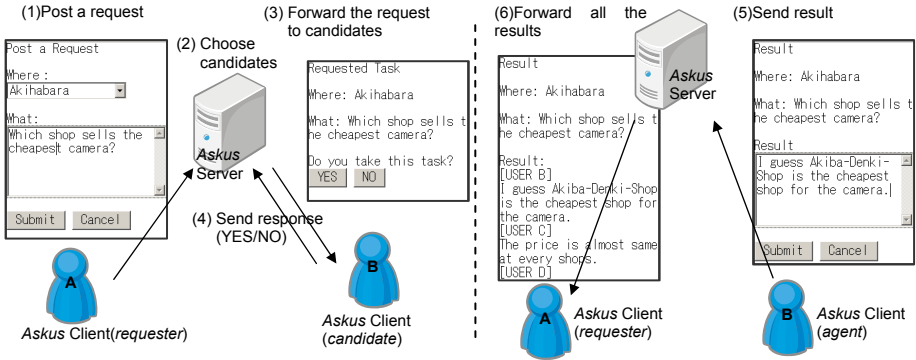 (1)Post a request
Post a Request
Where :
Akihabara
What:
Which shop sells the
cheapest camera?
Submit Cancel
A
Askus Client(requester)
(2) Choose
candidates
Askus
Server
(3) Forward the request
to candidates
Requested Task
Where: Akihabara
What: Which shop sells t
he cheapest camera?
Do you take this task?
YES NO
(4) Send response
(YES/NO)
B
Askus Client
(candidate)
(6)Forward all the
results
Result
Where: Akihabara
What: Which shop sells t
he cheapest camera?
Result:
[USER B]
I guess Akiba-Denki-Shop
is the cheapest shop for
the camera.
[USER C]
The price is almost same
at every shops.
[USER D]
Askus
Server
A
Askus Client
(requester)
(5)Send result
Result
Where: Akihabara
What: Which shop sells t
he cheapest camera?
Result
I guess Akiba-Denki-
Shop is the cheapest
shop for the camera.
Submit Cancel
B
Askus Client
(agent)